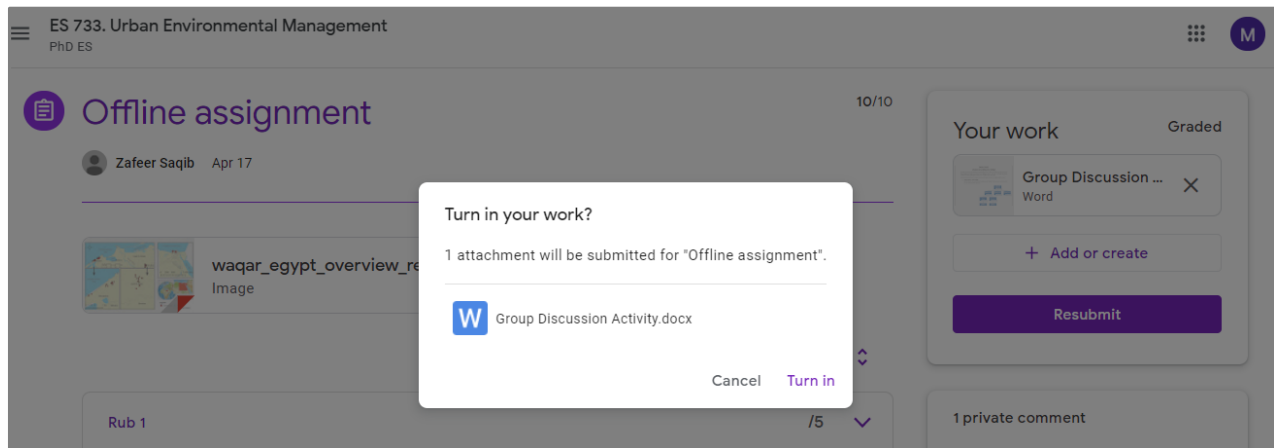 ES 733. Urban Environmental Management
PhD ES
M
Offline assignment
10/10
Zafeer Saqib Apr 17
waqar_egypt_overview_re
Image
Rub 1
/5
Turn in your work?
1 attachment will be submitted for "Offline assignment".
W
Group Discussion Activity.docx
Cancel Turn in
Your work
Graded
Group Discussion ...
Word
+ Add or create
Resubmit
1 private comment